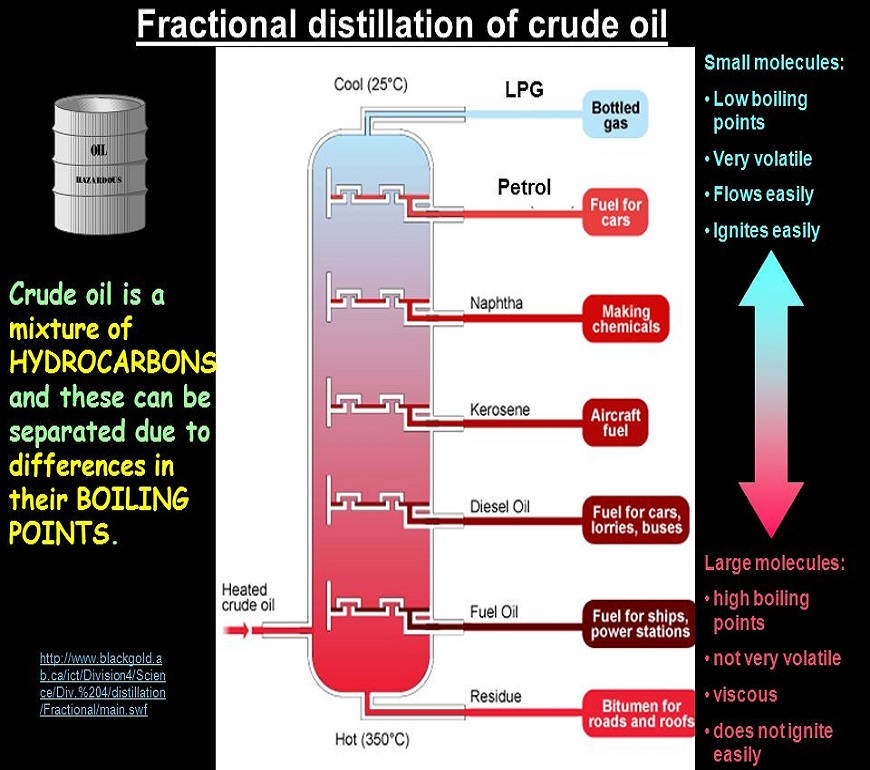 Fractional distillation of crude oil
OIL
HAZARDOUS
Crude oil is a
mixture of
HYDROCARBONS
and these can be
separated due to
differences in
their BOILING
POINTS.
http://www.blackgold.a
b.ca/ict/Division4/Scien
ce/Div.%204/distillation
/Fractional/main.swf
Cool (25°C)
LPG
Bottled
gas
Petrol
Fuel for
cars
Naphtha
Making
chemicals
Kerosene
Aircraft
fuel
Diesel Oil
Fuel for cars,
lorries, buses
Heated
crude oil
Fuel Oil
Fuel for ships,
power stations
Residue
Bitumen for
roads and roofs
Hot (350°C)
Small molecules:
• Low boiling
points
• Very volatile
• Flows easily
• Ignites easily
Large molecules:
• high boiling
points
• not very volatile
• viscous
• does not ignite
easily